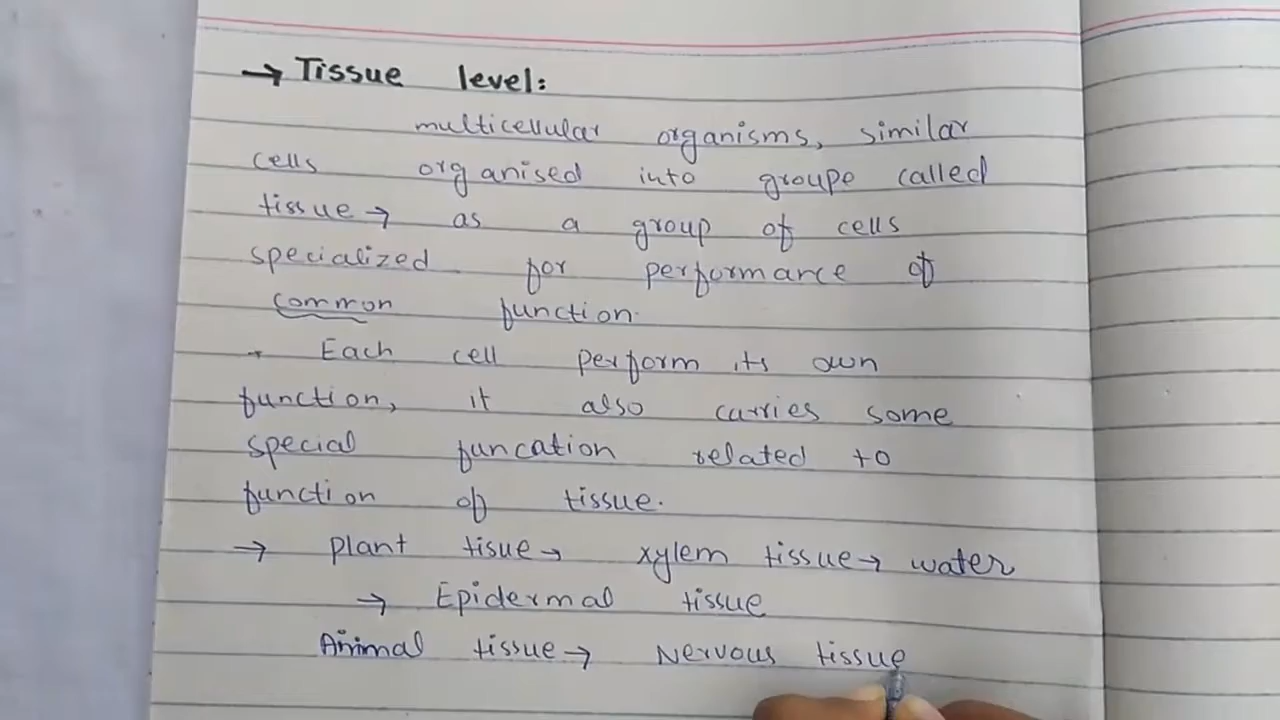 → Tissue level:
multicellular organisms, similar
cells organised into groupe called
tissue → as a group of cells
specialized for performance of
common function.
Each cell perform its own
function, it also carries some
special funcation related to
function of tissue.
→ plant tisue → xylem tissue → water
→ Epidermal tissue
Animal tissue → Nervous tissue